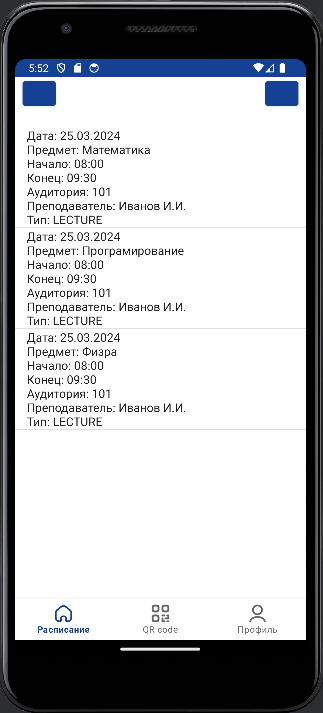 5:52
Дата: 25.03.2024
Предмет: Математика
Начало: 08:00
Конец: 09:30
Аудитория: 101
Преподаватель: Иванов И.И.
Тип: LECTURE
Дата: 25.03.2024
Предмет: Програмирование
Начало: 08:00
Конец: 09:30
Аудитория: 101
Преподаватель: Иванов И.И.
Тип: LECTURE
Дата: 25.03.2024
Предмет: Физра
Начало: 08:00
Конец: 09:30
Аудитория: 101
Преподаватель: Иванов И.И.
Тип: LECTURE
Расписание QR code Профиль